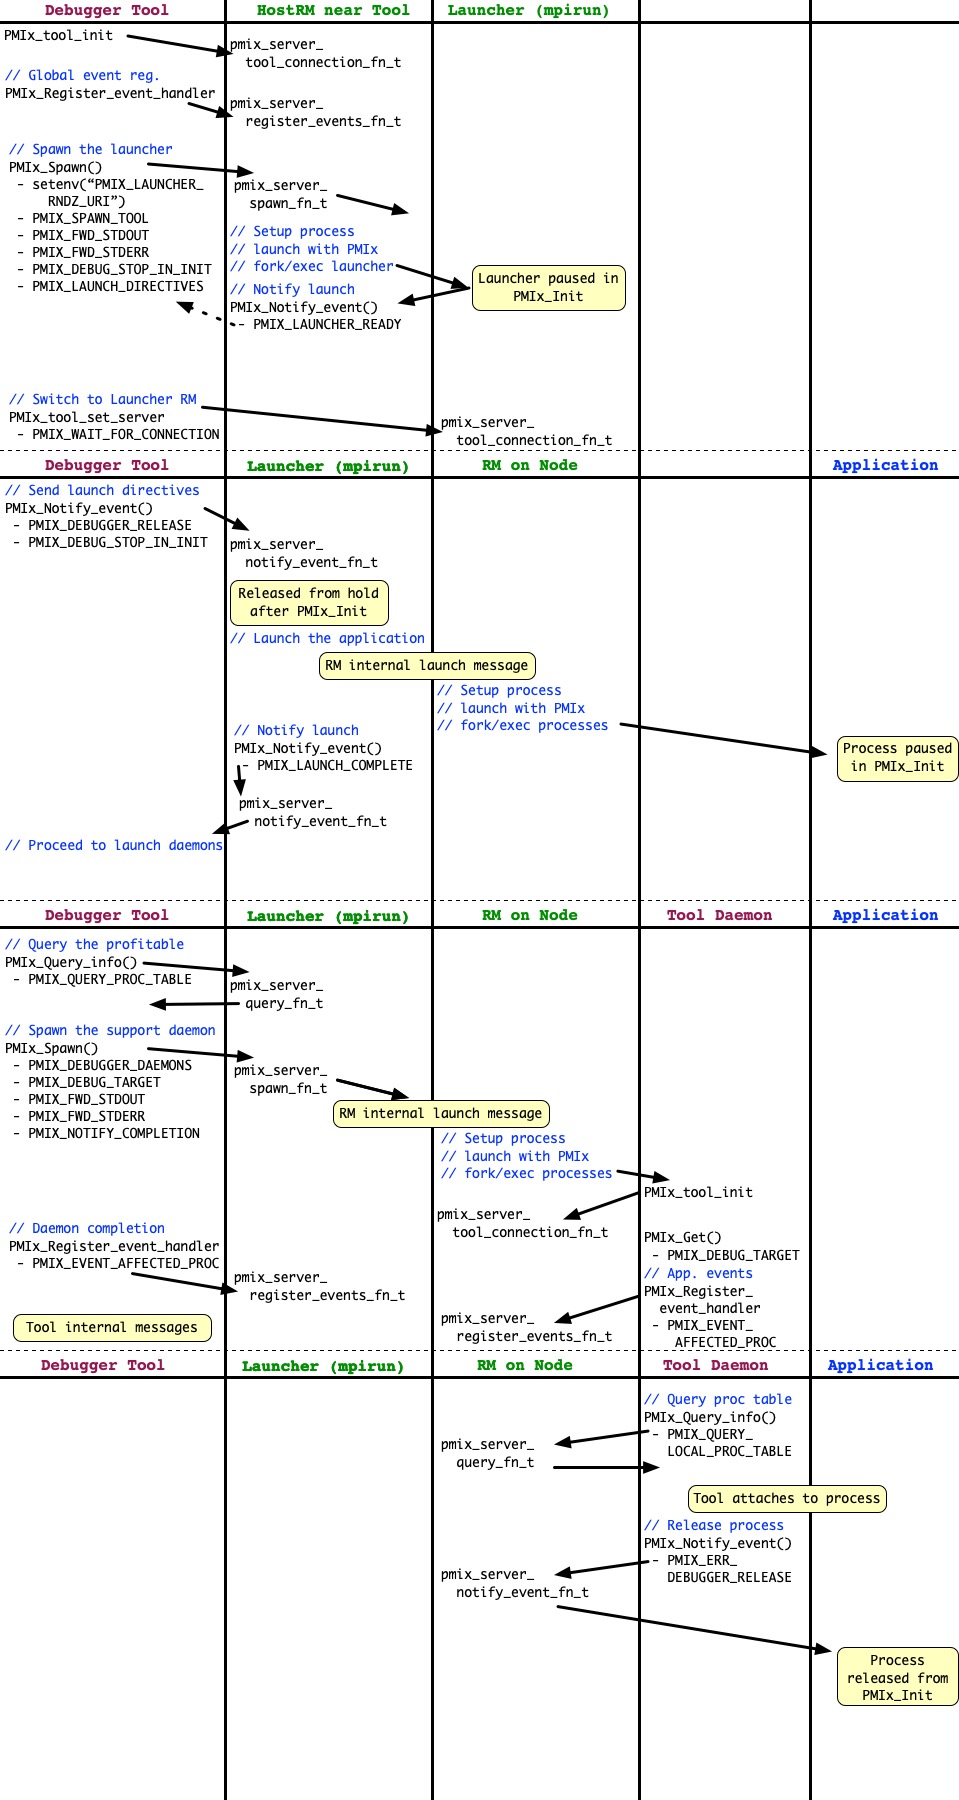 Debugger Tool
HostRM near Tool
Launcher (mpirun)
PMIx_tool_init
pmix_server_
tool_connection_fn_t
// Global event reg.
PMIx_Register_event_handler
pmix_server_
register_events_fn_t
// Spawn the launcher
PMIx_Spawn()
- setenv(“PMIX_LAUNCHER_
RNDZ_URI”)
- PMIX_SPAWN_TOOL
- PMIX_FWD_STDOUT
- PMIX_FWD_STDERR
- PMIX_DEBUG_STOP_IN_INIT
- PMIX_LAUNCH_DIRECTIVES
pmix_server_
spawn_fn_t
// Setup process
// launch with PMIx
// fork/exec launcher
Launcher paused in
PMIx_Init
// Notify launch
PMIx_Notify_event()
- PMIX_LAUNCHER_READY
// Switch to Launcher RM
PMIx_tool_set_server
- PMIX_WAIT_FOR_CONNECTION
pmix_server_
tool_connection_fn_t
Debugger Tool
Launcher (mpirun)
RM on Node
Application
// Send launch directives
PMIx_Notify_event()
- PMIX_DEBUGGER_RELEASE
- PMIX_DEBUG_STOP_IN_INIT
pmix_server_
notify_event_fn_t
Released from hold
after PMIx_Init
// Launch the application
RM internal launch message
// Setup process
// launch with PMIx
// fork/exec processes
Process paused
in PMIx_Init
// Notify launch
PMIx_Notify_event()
- PMIX_LAUNCH_COMPLETE
pmix_server_
notify_event_fn_t
// Proceed to launch daemons
Debugger Tool
Launcher (mpirun)
RM on Node
Tool Daemon
Application
// Query the profitable
PMIx_Query_info()
- PMIX_QUERY_PROC_TABLE
pmix_server_
query_fn_t
// Spawn the support daemon
PMIx_Spawn()
- PMIX_DEBUGGER_DAEMONS
- PMIX_DEBUG_TARGET
- PMIX_FWD_STDOUT
- PMIX_FWD_STDERR
- PMIX_NOTIFY_COMPLETION
pmix_server_
spawn_fn_t
RM internal launch message
// Setup process
// launch with PMIx
// fork/exec processes
PMIx_tool_init
pmix_server_
tool_connection_fn_t
PMIx_Get()
- PMIX_DEBUG_TARGET
// Daemon completion
PMIx_Register_event_handler
- PMIX_EVENT_AFFECTED_PROC
pmix_server_
register_events_fn_t
// App. events
PMIx_Register_
event_handler
- PMIX_EVENT_
AFFECTED_PROC
pmix_server_
register_events_fn_t
Tool internal messages
Debugger Tool
Launcher (mpirun)
RM on Node
Tool Daemon
Application
// Query proc table
PMIx_Query_info()
- PMIX_QUERY_
LOCAL_PROC_TABLE
pmix_server_
query_fn_t
Tool attaches to process
// Release process
PMIx_Notify_event()
- PMIX_ERR_
DEBUGGER_RELEASE
pmix_server_
notify_event_fn_t
Process
released from
PMIx_Init